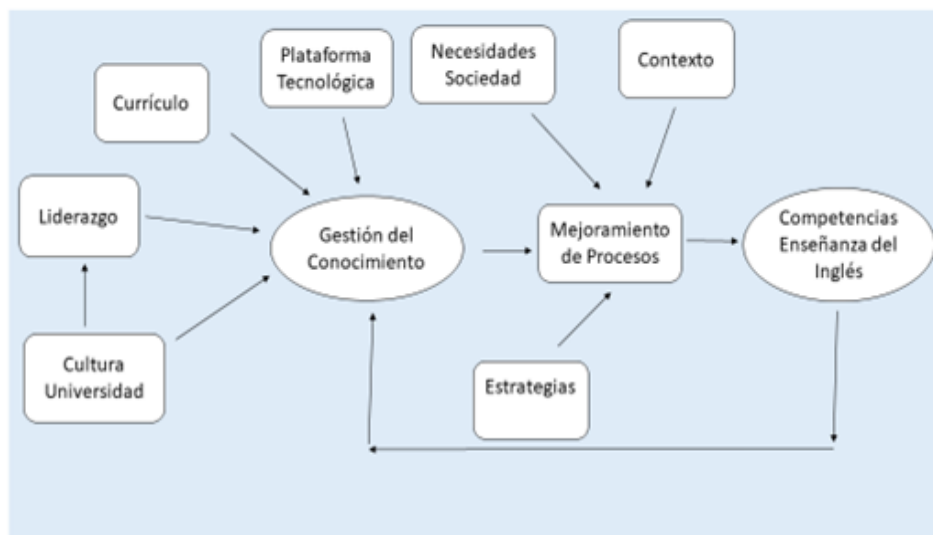 Plataforma
Tecnológica
Necesidades
Sociedad
Contexto
Currículo
Liderazgo
Gestión del
Conocimiento
Mejoramiento
de Procesos
Competencias
Enseñanza del
Inglés
Cultura
Universidad
Estrategias